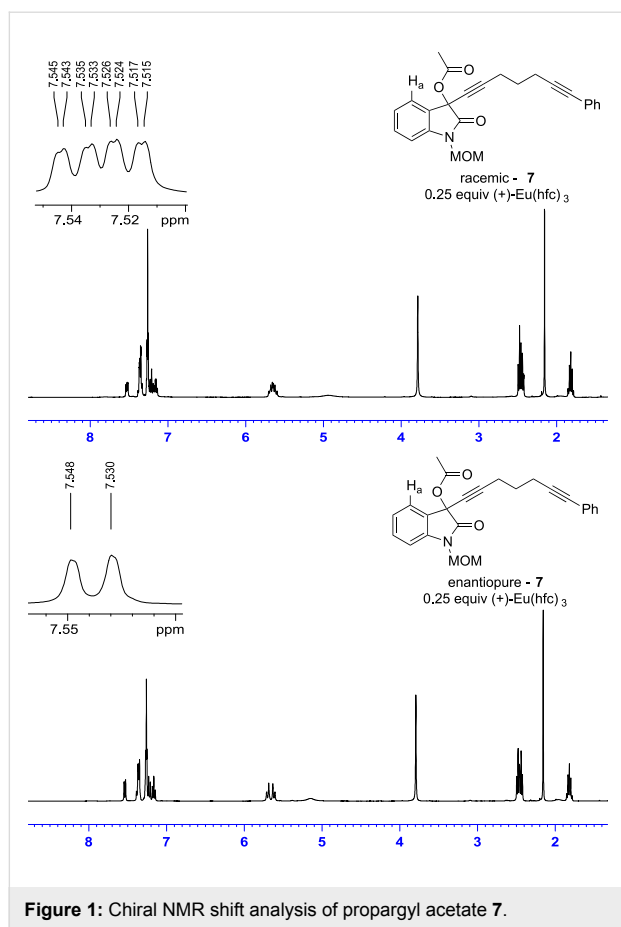 7.545
7.543
7.535
7.533
7.526
7.524
7.517
7.515
7.54 7.52 ppm
O
O
Hₐ
Ph
O
N
MOM
racemic - 7
0.25 equiv (+)-Eu(hfc)₃
8 7 6 5 4 3 2
7.548
7.530
7.55 ppm
O
Hₐ
O
Ph
O
N
MOM
enantiopure - 7
0.25 equiv (+)-Eu(hfc)₃
8 7 6 5 4 3 2
Figure 1: Chiral NMR shift analysis of propargyl acetate 7.